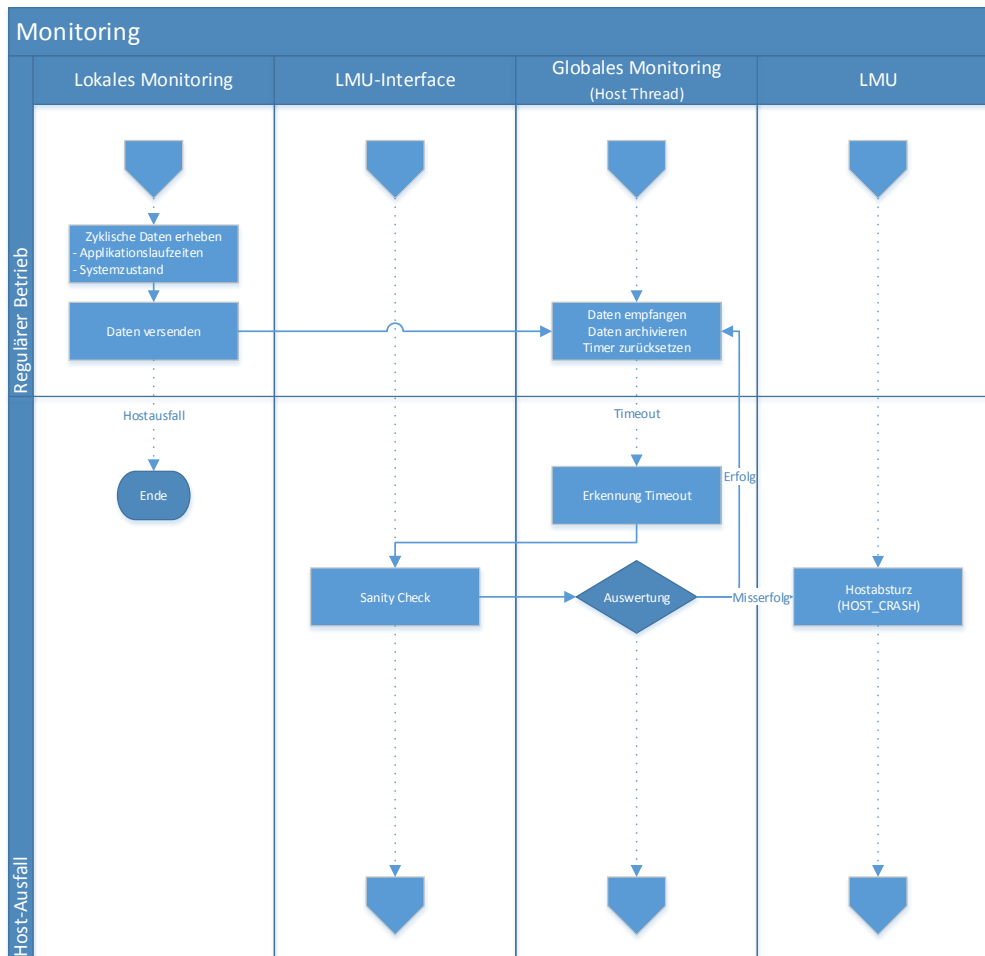 Monitoring
Lokales Monitoring
LMU-Interface
Globales Monitoring
(Host Thread)
LMU
Regulärer Betrieb
Zyklische Daten erheben
- Applikationslaufzeiten
- Systemzustand
Daten versenden
Daten empfangen
Daten archivieren
Timer zurücksetzen
Hostausfall
Timeout
Ende
Erkennung Timeout
Erfolg
Sanity Check
Auswertung
Misserfolg
Hostabsturz
(HOST_CRASH)
Host-Ausfall